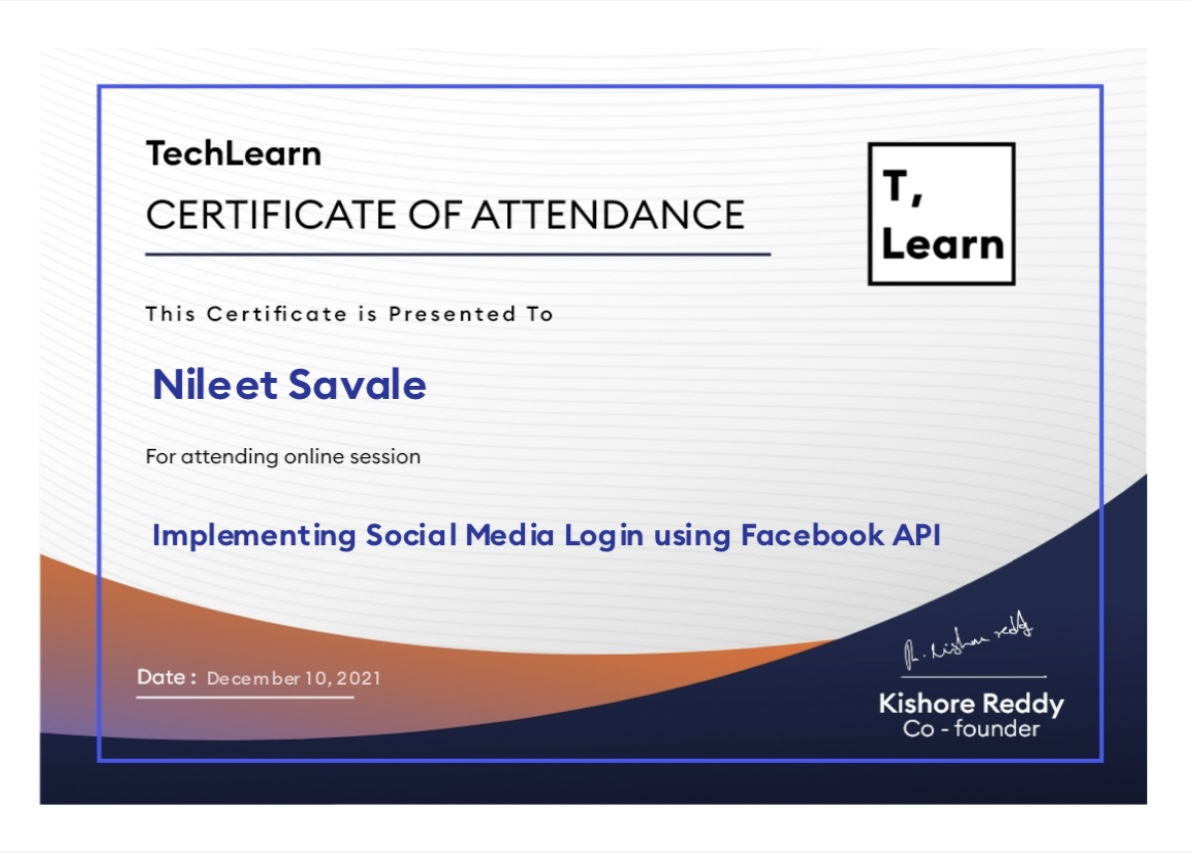 TechLearn
CERTIFICATE OF ATTENDANCE
T,
Learn
This Certificate is Presented To
Nileet Savale
For attending online session
Implementing Social Media Login using Facebook API
Date : December 10, 2021
Kishore Reddy
Co - founder